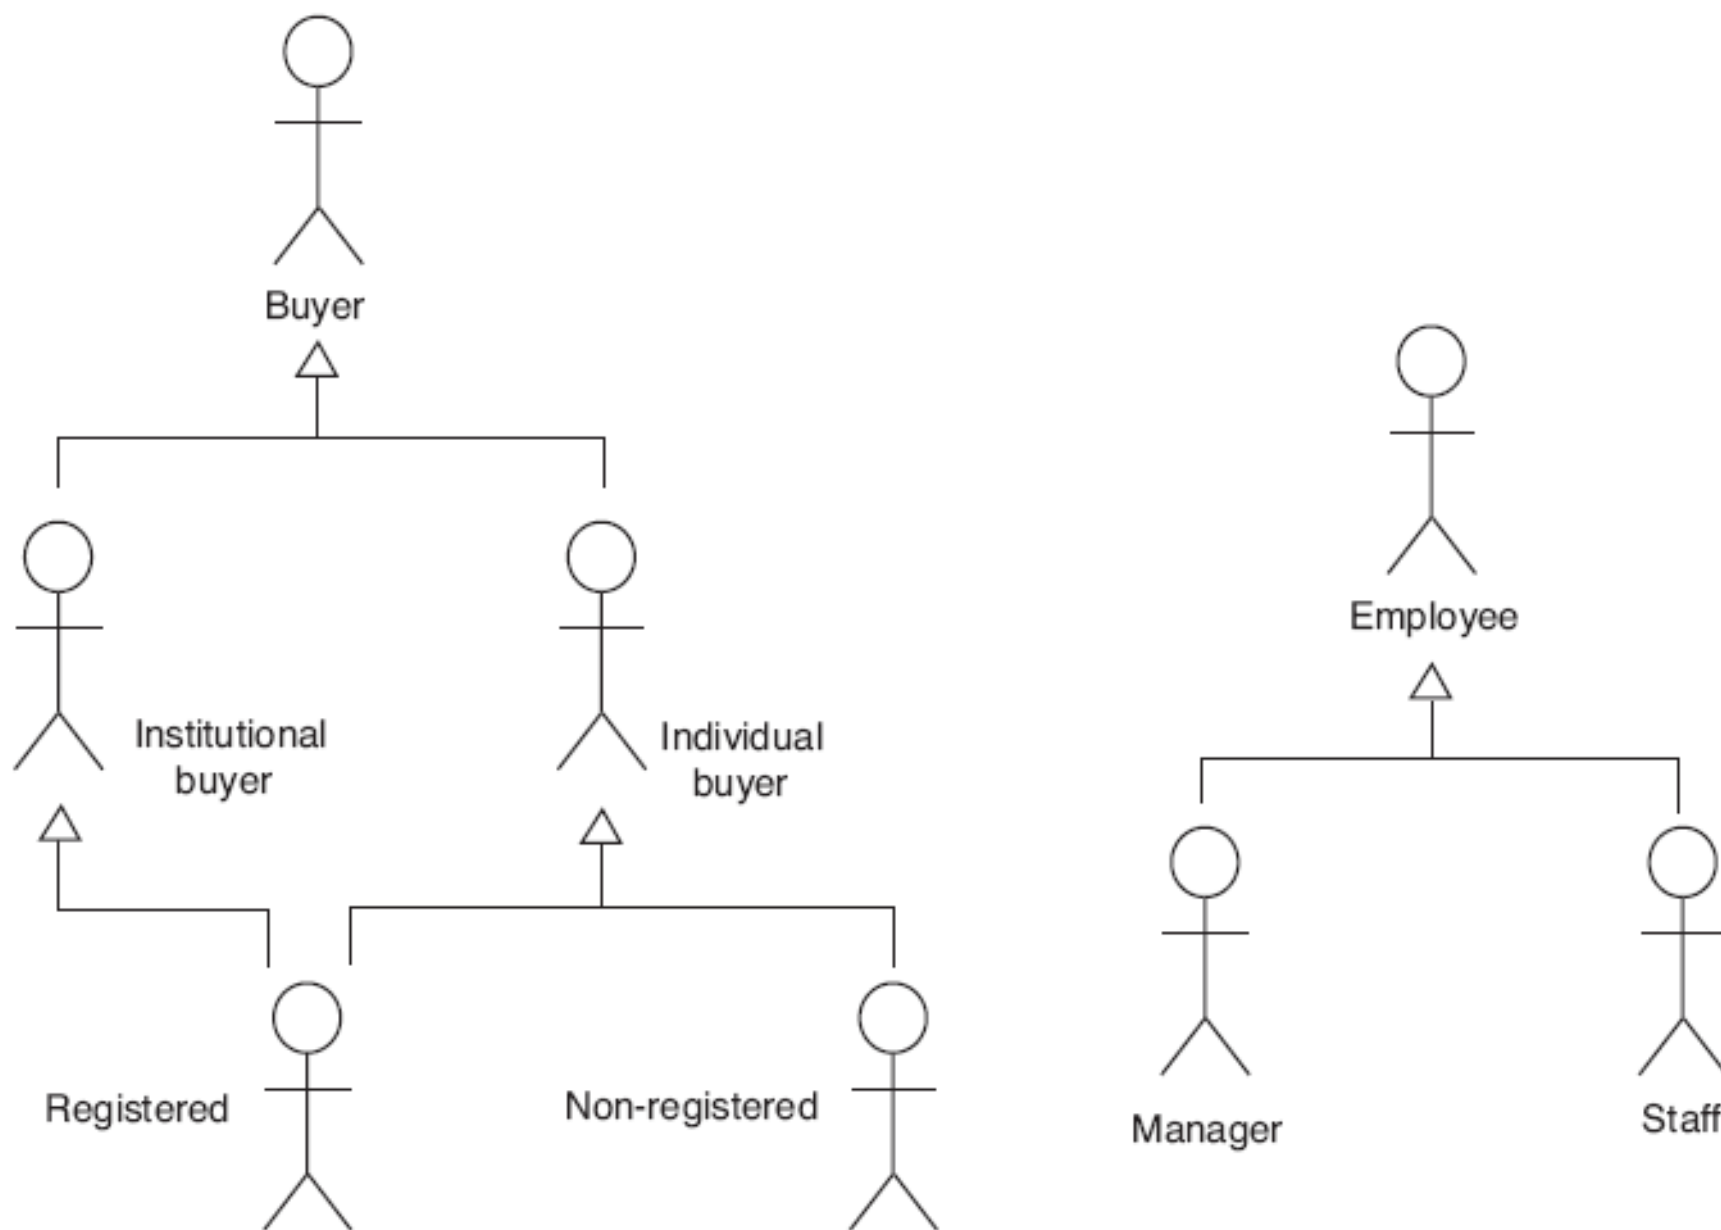 Buyer
Employee
Institutional
buyer
Individual
buyer
Registered
Non-registered
Manager
Staff